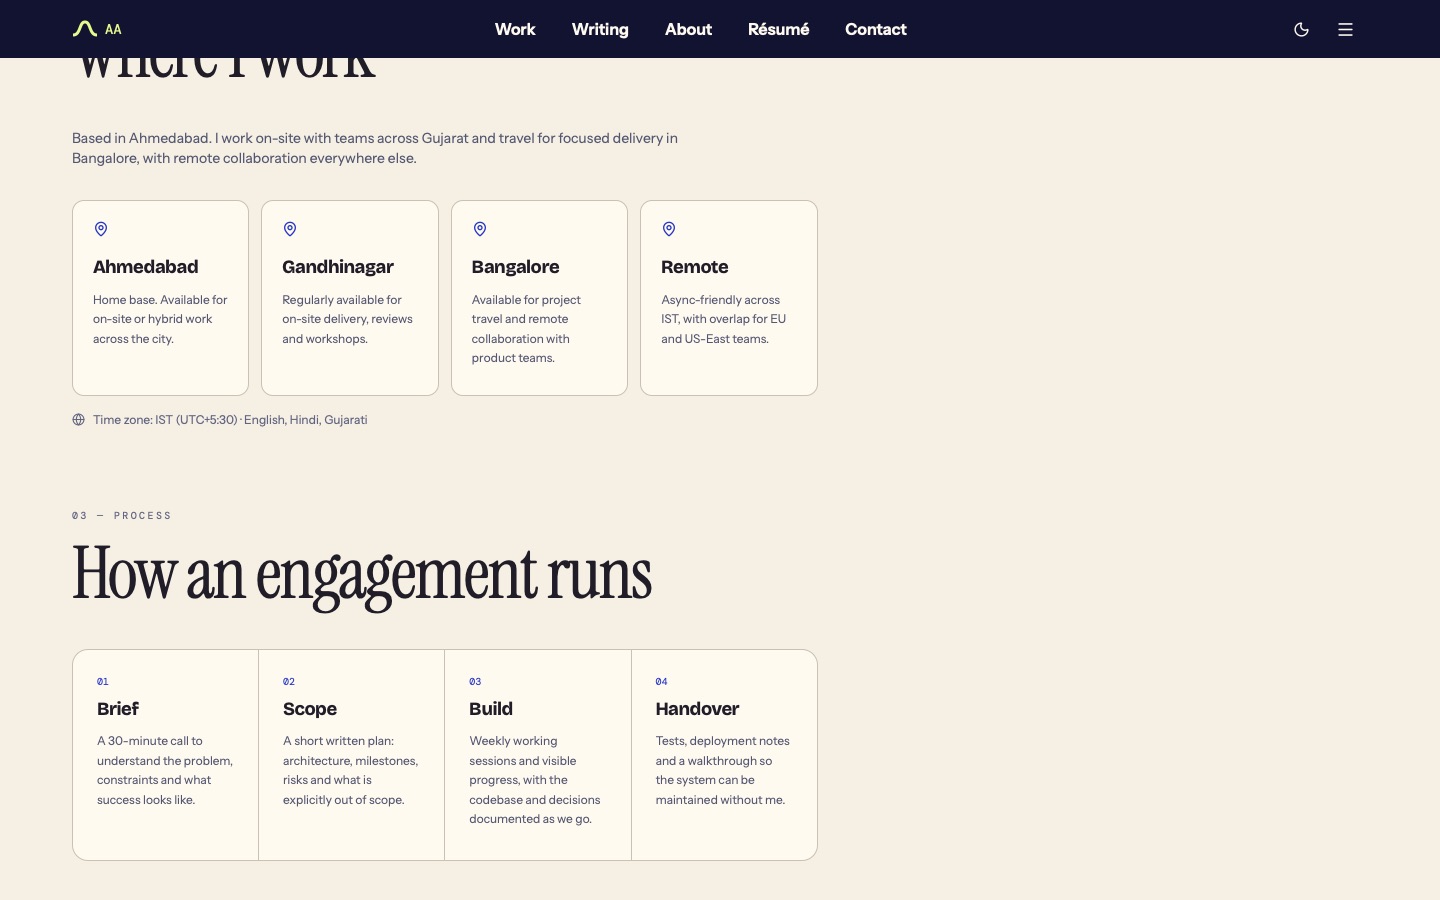 AA
Work
Writing
About
Résumé
Contact
where I work
Based in Ahmedabad. I work on-site with teams across Gujarat and travel for focused delivery in
Bangalore, with remote collaboration everywhere else.
Ahmedabad
Home base. Available for
on-site or hybrid work
across the city.
Gandhinagar
Regularly available for
on-site delivery, reviews
and workshops.
Bangalore
Available for project
travel and remote
collaboration with
product teams.
Remote
Async-friendly across
IST, with overlap for EU
and US-East teams.
Time zone: IST (UTC+5:30) · English, Hindi, Gujarati
03 — PROCESS
How an engagement runs
01
Brief
A 30-minute call to
understand the problem,
constraints and what
success looks like.
02
Scope
A short written plan:
architecture, milestones,
risks and what is
explicitly out of scope.
03
Build
Weekly working
sessions and visible
progress, with the
codebase and decisions
documented as we go.
04
Handover
Tests, deployment notes
and a walkthrough so
the system can be
maintained without me.